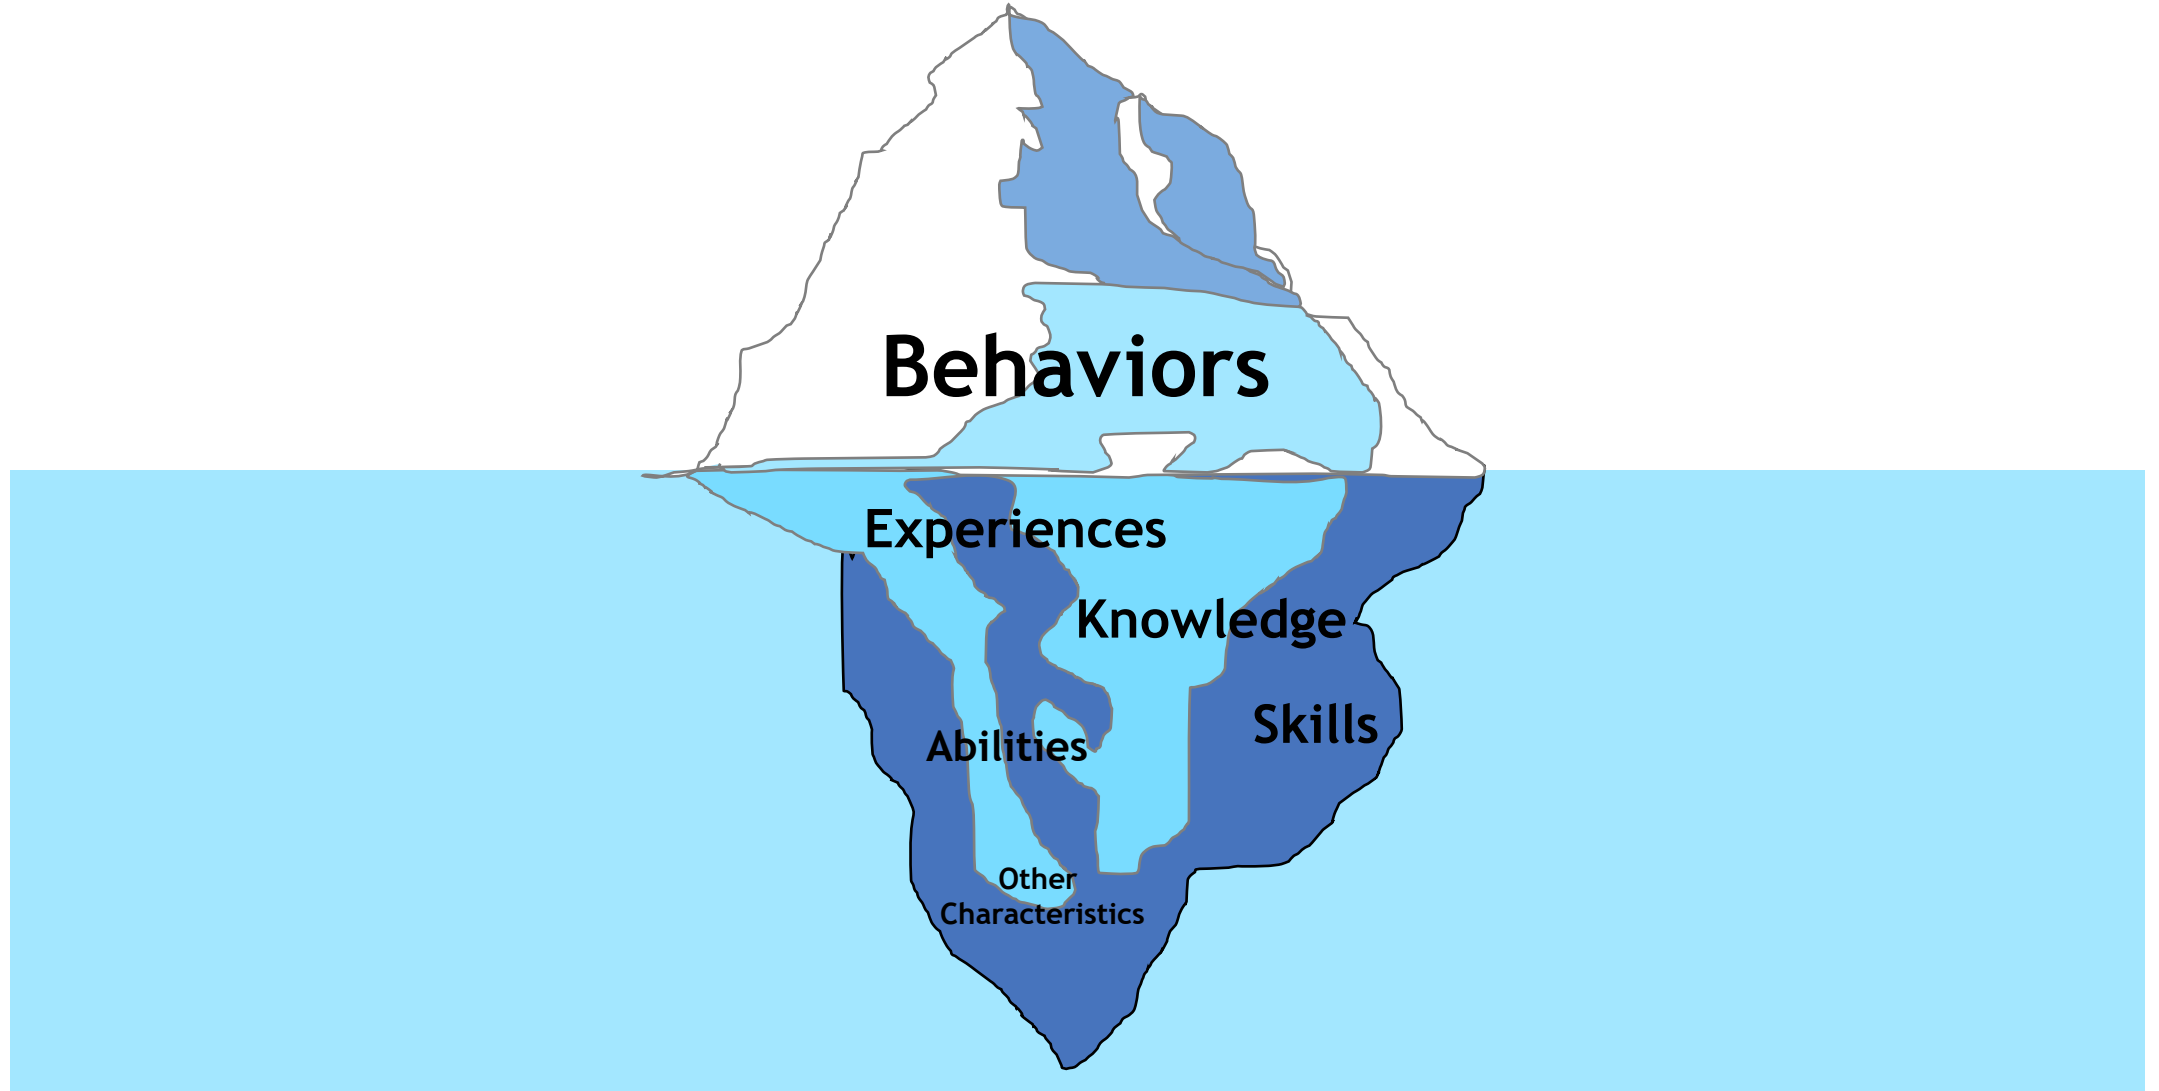 Behaviors
Experiences
Knowledge
Skills
Abilities
Other
Characteristics